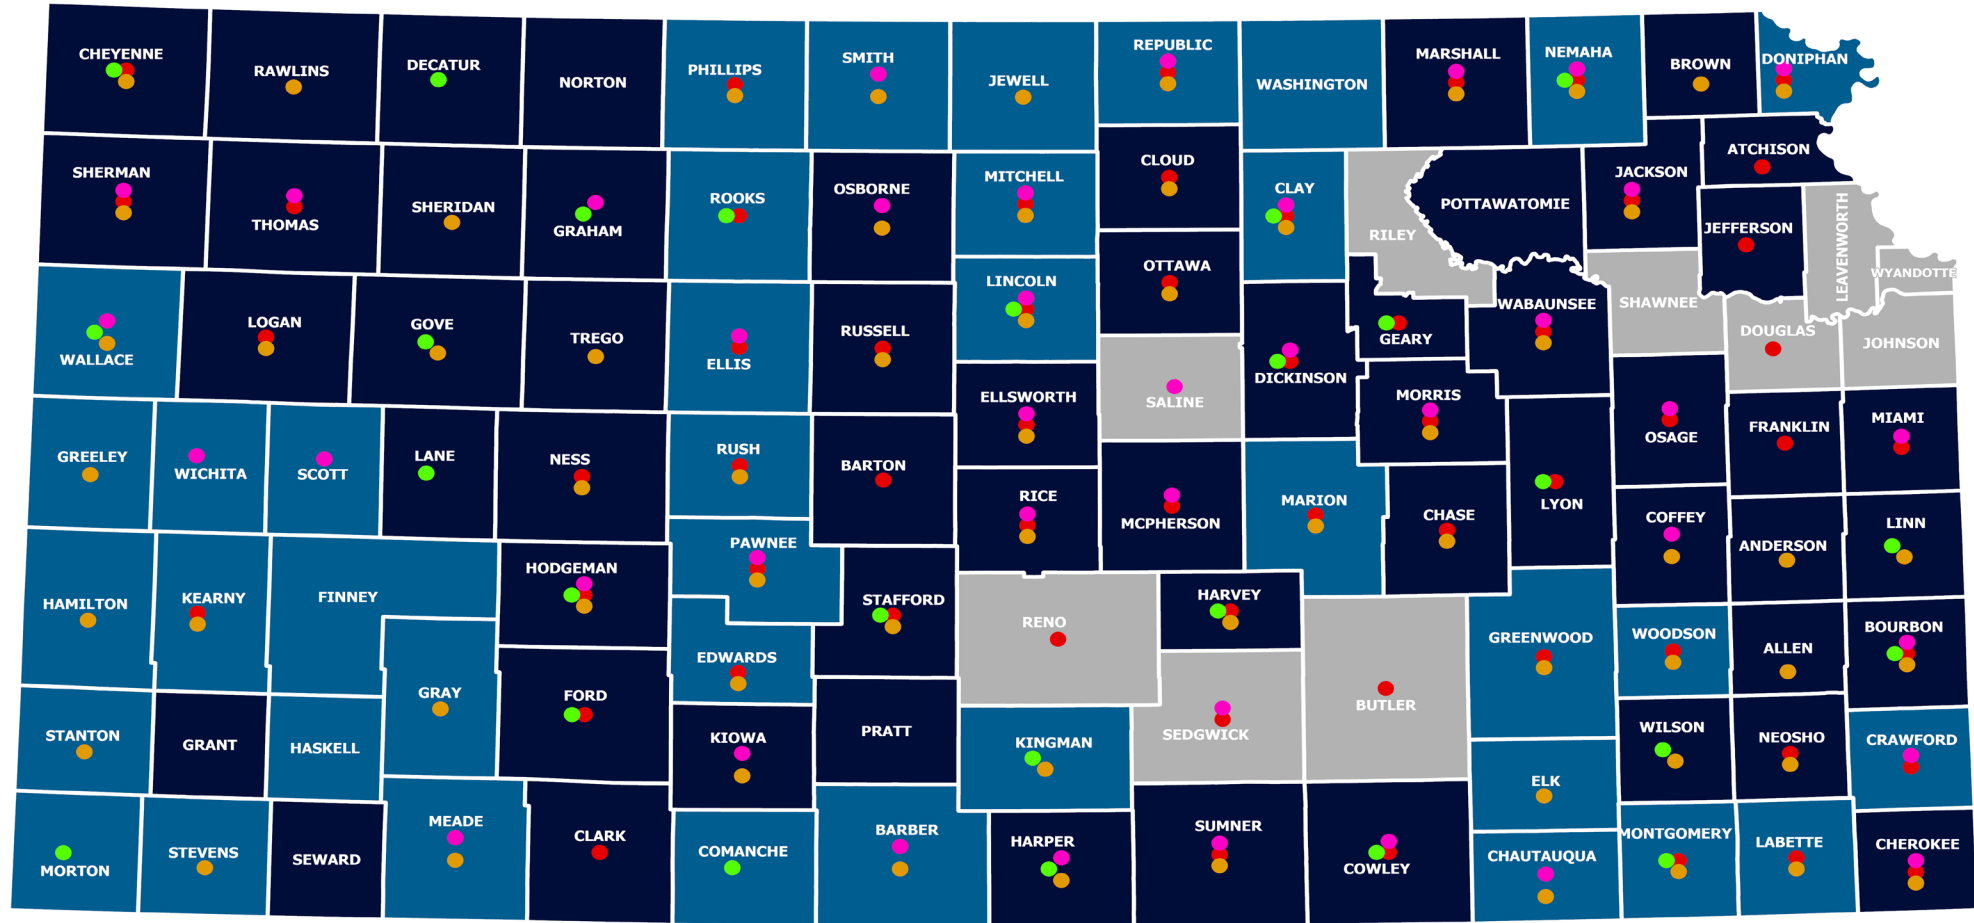 CHEYENNE
RAWLINS
DECATUR
NORTON
PHILLIPS
SMITH
JEWELL
REPUBLIC
WASHINGTON
MARSHALL
NEMAHA
BROWN
DONIPHAN
SHERMAN
THOMAS
SHERIDAN
GRAHAM
ROOKS
OSBORNE
MITCHELL
CLOUD
CLAY
RILEY
POTTAWATOMIE
JACKSON
ATCHISON
JEFFERSON
LEAVENWORTH
WYANDOTTE
WALLACE
LOGAN
GOVE
TREGO
ELLIS
RUSSELL
LINCOLN
OTTAWA
DICKINSON
GEARY
WABAUNSEE
SHAWNEE
DOUGLAS
JOHNSON
GREELEY
WICHITA
SCOTT
LANE
NESS
RUSH
BARTON
ELLSWORTH
SALINE
MORRIS
OSAGE
FRANKLIN
MIAMI
RICE
MCPHERSON
MARION
CHASE
LYON
COFFEY
ANDERSON
LINN
HAMILTON
KEARNY
FINNEY
HODGEMAN
PAWNEE
STAFFORD
RENO
HARVEY
BUTLER
GREENWOOD
WOODSON
ALLEN
BOURBON
GRAY
FORD
EDWARDS
STANTON
GRANT
HASKELL
KIOWA
PRATT
KINGMAN
SEDGWICK
ELK
WILSON
NEOSHO
CRAWFORD
MORTON
STEVENS
SEWARD
MEADE
CLARK
COMANCHE
BARBER
HARPER
SUMNER
COWLEY
CHAUTAUQUA
MONTGOMERY
LABETTE
CHEROKEE